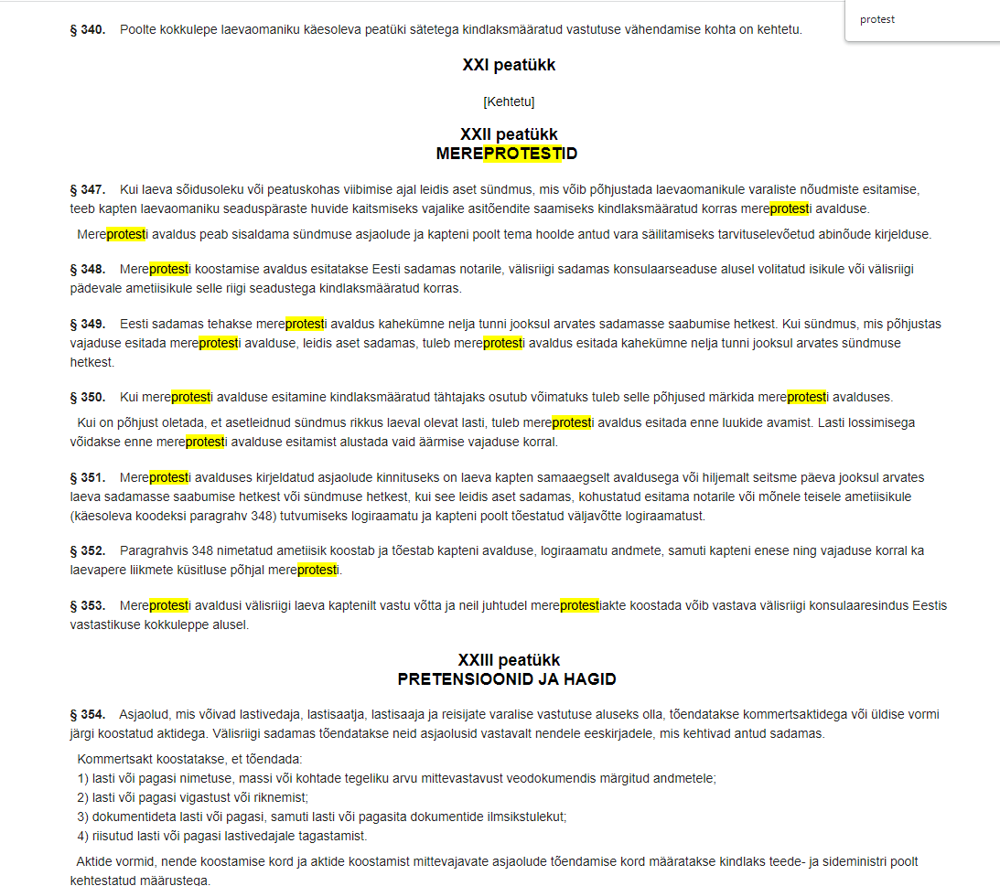 protest
§ 340. Poolte kokkulepe laevaomaniku käesoleva peatüki sätetega kindlaksmääratud vastutuse vähendamise kohta on kehtetu.
XXI peatükk
[Kehtetu]
XXII peatükk
MEREPROTESTID
§ 347. Kui laeva sõidusoleku või peatuskohas viibimise ajal leidis aset sündmus, mis võib põhjustada laevaomanikule varaliste nõudmiste esitamise,
teeb kapten laevaomaniku seaduspäraste huvide kaitsmiseks vajalike asitõendite saamiseks kindlaksmääratud korras mereprotesti avalduse.
Mereprotesti avaldus peab sisaldama sündmuse asjaolude ja kapteni poolt tema hoolde antud vara säilitamiseks tarvituselevõetud abinõude kirjelduse.
§ 348. Mereprotesti koostamise avaldus esitatakse Eesti sadamas notarile, välisriigi sadamas konsulaarseaduse alusel volitatud isikule või välisriigi
pädevale ametiisikule selle riigi seadustega kindlaksmääratud korras.
§ 349. Eesti sadamas tehakse mereprotesti avaldus kahekümne nelja tunni jooksul arvates sadamasse saabumise hetkest. Kui sündmus, mis põhjustas
vajaduse esitada mereprotesti avalduse, leidis aset sadamas, tuleb mereprotesti avaldus esitada kahekümne nelja tunni jooksul arvates sündmuse
hetkest.
§ 350. Kui mereprotesti avalduse esitamine kindlaksmääratud tähtajaks osutub võimatuks tuleb selle põhjused märkida mereprotesti avalduses.
Kui on põhjust oletada, et asetleidnud sündmus rikkus laeval olevat lasti, tuleb mereprotesti avaldus esitada enne luukide avamist. Lasti lossimisega
võidakse enne mereprotesti avalduse esitamist alustada vaid äärmise vajaduse korral.
§ 351. Mereprotesti avalduses kirjeldatud asjaolude kinnituseks on laeva kapten samaaegselt avaldusega või hiljemalt seitsme päeva jooksul arvates
laeva sadamasse saabumise hetkest või sündmuse hetkest, kui see leidis aset sadamas, kohustatud esitama notarile või mõnele teisele ametiisikule
(käesoleva koodeksi paragrahv 348) tutvumiseks logiraamatu ja kapteni poolt tõestatud väljavõtte logiraamatust.
§ 352. Paragrahvis 348 nimetatud ametiisik koostab ja tõestab kapteni avalduse, logiraamatu andmete, samuti kapteni enese ning vajaduse korral ka
laevapere liikmete küsitluse põhjal mereprotesti.
§ 353. Mereprotesti avaldusi välisriigi laeva kaptenilt vastu võtta ja neil juhtudel mereprotestiakte koostada võib vastava välisriigi konsulaaresindus Eestis
vastastikuse kokkuleppe alusel.
XXIII peatükk
PRETENSIOONID JA HAGID
§ 354. Asjaolud, mis võivad lastivedaja, lastisaatja, lastisaaja ja reisijate varalise vastutuse aluseks olla, tõendatakse kommertsaktidega või üldise vormi
järgi koostatud aktidega. Välisriigi sadamas tõendatakse neid asjaolusid vastavalt nendele eeskirjadele, mis kehtivad antud sadamas.
Kommertsakt koostatakse, et tõendada:
1) lasti või pagasi nimetuse, massi või kohtade tegeliku arvu mittevastavust veodokumendis märgitud andmetele;
2) lasti või pagasi vigastust või riknemist;
3) dokumentideta lasti või pagasi, samuti lasti või pagasita dokumentide ilmsikstulekut;
4) riisutud lasti või pagasi lastivedajale tagastamist.
Aktide vormid, nende koostamise kord ja aktide koostamist mittevajavate asjaolude tõendamise kord määratakse kindlaks teede- ja sideministri poolt
kehtestatud määrustega.